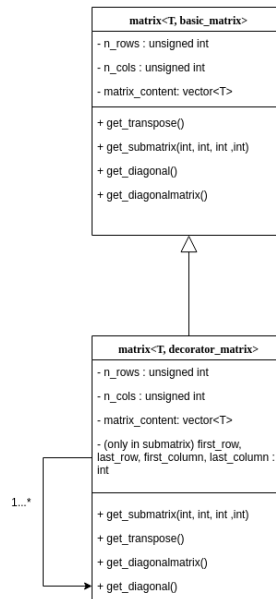 matrix<T, basic_matrix>
- n_rows : unsigned int
- n_cols : unsigned int
- matrix_content: vector<T>
+ get_transpose()
+ get_submatrix(int, int, int ,int)
+ get_diagonal()
+ get_diagonalmatrix()
matrix<T, decorator_matrix>
- n_rows : unsigned int
- n_cols : unsigned int
- matrix_content: vector<T>
- (only in submatrix) first_row,
last_row, first_column, last_column :
int
1...*
+ get_submatrix(int, int, int ,int)
+ get_transpose()
+ get_diagonalmatrix()
+ get_diagonal()